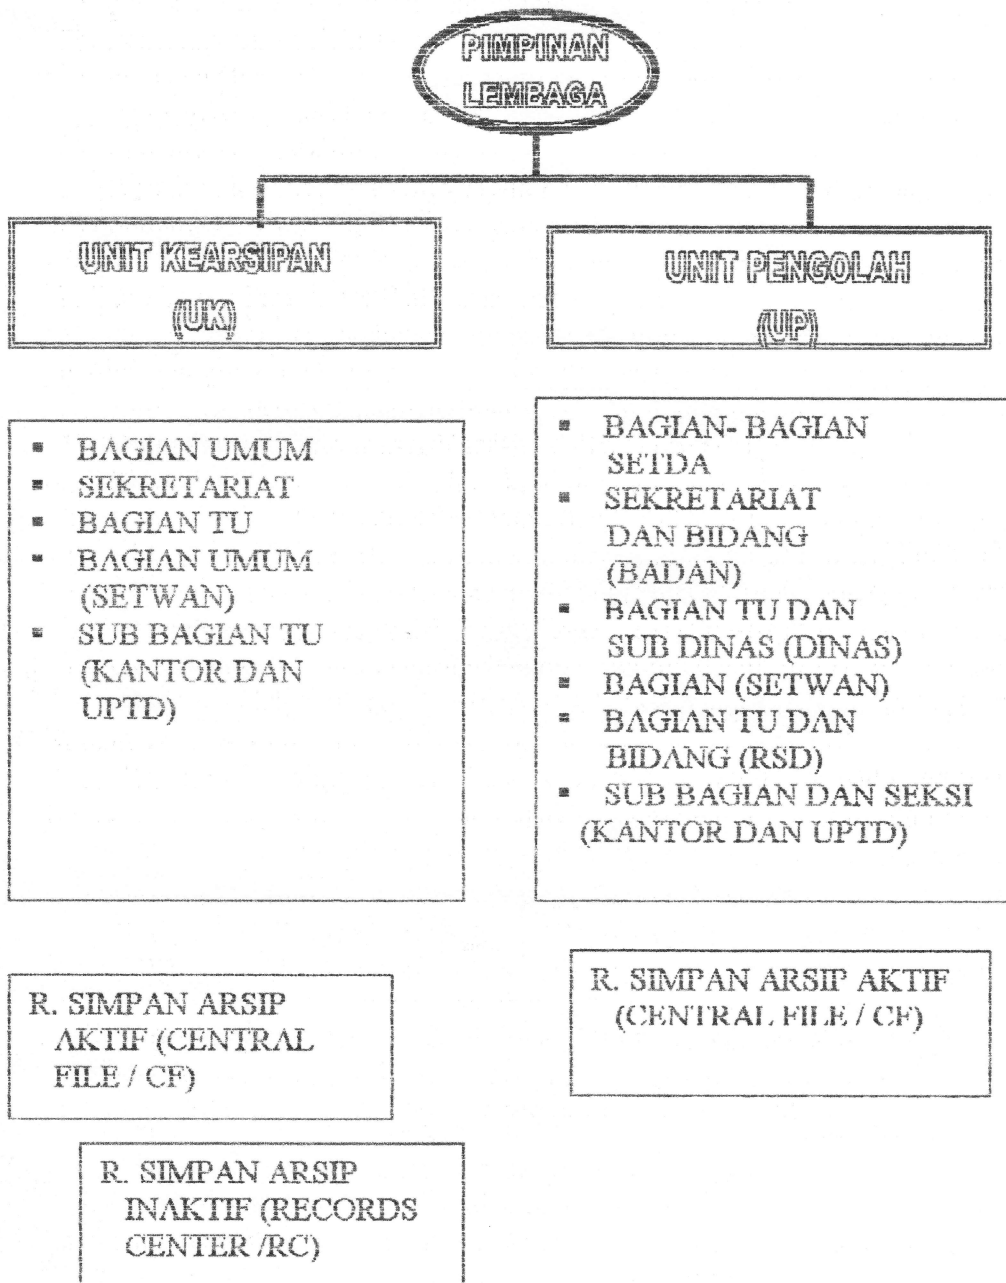 PIMPINAN
LEMBAGA
UNIT KEARSIPAN
(UK)
UNIT PENGOLAH
(UP)
▪ BAGIAN UMUM
▪ SEKRETARIAT
▪ BAGIAN TU
▪ BAGIAN UMUM
(SETWAN)
▪ SUB BAGIAN TU
(KANTOR DAN
UPTD)
▪ BAGIAN- BAGIAN
SETDA
▪ SEKRETARIAT
DAN BIDANG
(BADAN)
▪ BAGIAN TU DAN
SUB DINAS (DINAS)
▪ BAGIAN (SETWAN)
▪ BAGIAN TU DAN
BIDANG (RSD)
▪ SUB BAGIAN DAN SEKSI
(KANTOR DAN UPTD)
R. SIMPAN ARSIP
AKTIF (CENTRAL
FILE / CF)
R. SIMPAN ARSIP AKTIF
(CENTRAL FILE / CF)
R. SIMPAN ARSIP
INAKTIF (RECORDS
CENTER /RC)